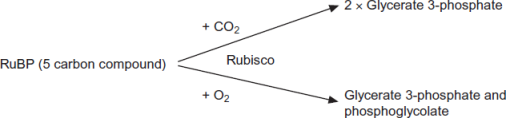 2 × Glycerate 3-phosphate
+ CO₂
RuBP (5 carbon compound)
Rubisco
+ O₂
Glycerate 3-phosphate and
phosphoglycolate